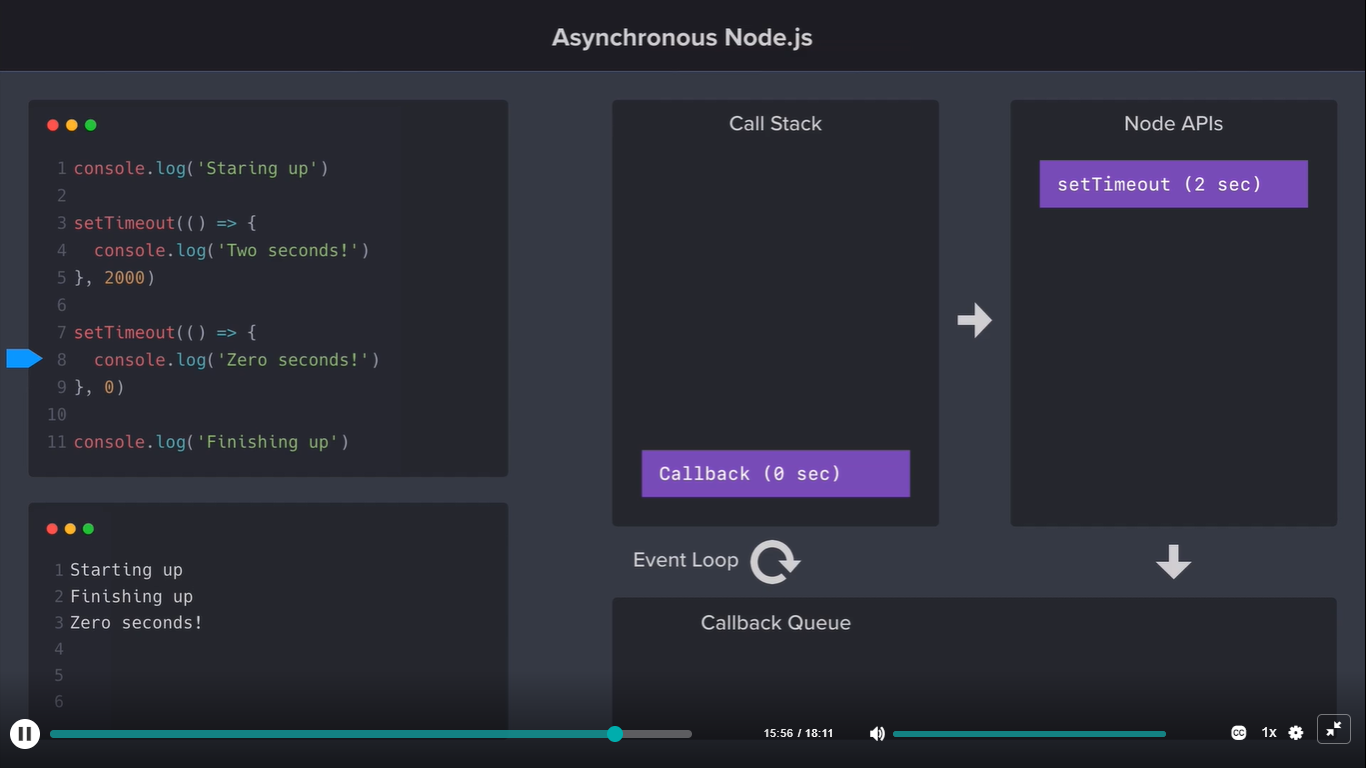 Asynchronous Node.js
1 console.log('Staring up')
2
3 setTimeout(() => {
4   console.log('Two seconds!')
5 }, 2000)
6
7 setTimeout(() => {
8   console.log('Zero seconds!')
9 }, 0)
10
11 console.log('Finishing up')
1 Starting up
2 Finishing up
3 Zero seconds!
4
5
6
Call Stack
Callback (0 sec)
Node APIs
setTimeout (2 sec)
Event Loop
Callback Queue
15:56 / 18:11
CC
1x